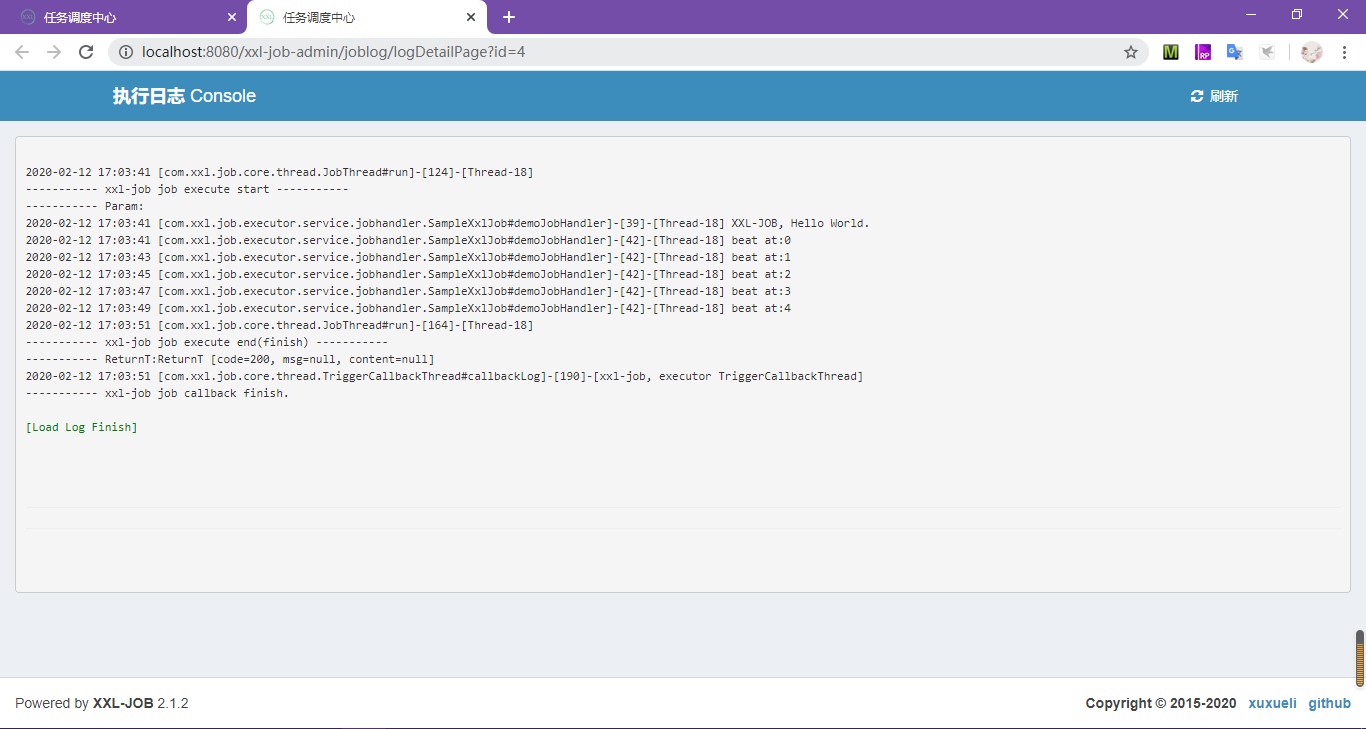 任务调度中心
任务调度中心
localhost:8080/xxl-job-admin/joblog/logDetailPage?id=4
执行日志 Console
刷新
2020-02-12 17:03:41 [com.xxl.job.core.thread.JobThread#run]-[124]-[Thread-18]
----------- xxl-job job execute start -----------
----------- Param:
2020-02-12 17:03:41 [com.xxl.job.executor.service.jobhandler.SampleXxlJob#demoJobHandler]-[39]-[Thread-18] XXL-JOB, Hello World.
2020-02-12 17:03:41 [com.xxl.job.executor.service.jobhandler.SampleXxlJob#demoJobHandler]-[42]-[Thread-18] beat at:0
2020-02-12 17:03:43 [com.xxl.job.executor.service.jobhandler.SampleXxlJob#demoJobHandler]-[42]-[Thread-18] beat at:1
2020-02-12 17:03:45 [com.xxl.job.executor.service.jobhandler.SampleXxlJob#demoJobHandler]-[42]-[Thread-18] beat at:2
2020-02-12 17:03:47 [com.xxl.job.executor.service.jobhandler.SampleXxlJob#demoJobHandler]-[42]-[Thread-18] beat at:3
2020-02-12 17:03:49 [com.xxl.job.executor.service.jobhandler.SampleXxlJob#demoJobHandler]-[42]-[Thread-18] beat at:4
2020-02-12 17:03:51 [com.xxl.job.core.thread.JobThread#run]-[164]-[Thread-18]
----------- xxl-job job execute end(finish) -----------
----------- ReturnT:ReturnT [code=200, msg=null, content=null]
2020-02-12 17:03:51 [com.xxl.job.core.thread.TriggerCallbackThread#callbackLog]-[190]-[xxl-job, executor TriggerCallbackThread]
----------- xxl-job job callback finish.
[Load Log Finish]
Powered by XXL-JOB 2.1.2
Copyright © 2015-2020 xuxueli github